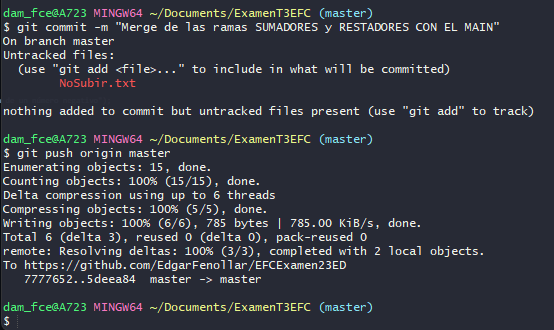 dam_fce@A723 MINGW64 ~/Documents/ExamenT3EFC (master)
$ git commit -m "Merge de las ramas SUMADORES y RESTADORES CON EL MAIN"
On branch master
Untracked files:
  (use "git add <file>..." to include in what will be committed)
        NoSubir.txt

nothing added to commit but untracked files present (use "git add" to track)

dam_fce@A723 MINGW64 ~/Documents/ExamenT3EFC (master)
$ git push origin master
Enumerating objects: 15, done.
Counting objects: 100% (15/15), done.
Delta compression using up to 6 threads
Compressing objects: 100% (5/5), done.
Writing objects: 100% (6/6), 785 bytes | 785.00 KiB/s, done.
Total 6 (delta 3), reused 0 (delta 0), pack-reused 0
remote: Resolving deltas: 100% (3/3), completed with 2 local objects.
To https://github.com/EdgarFenollar/EFCExamen23ED
   7777652..5deea84  master -> master

dam_fce@A723 MINGW64 ~/Documents/ExamenT3EFC (master)
$